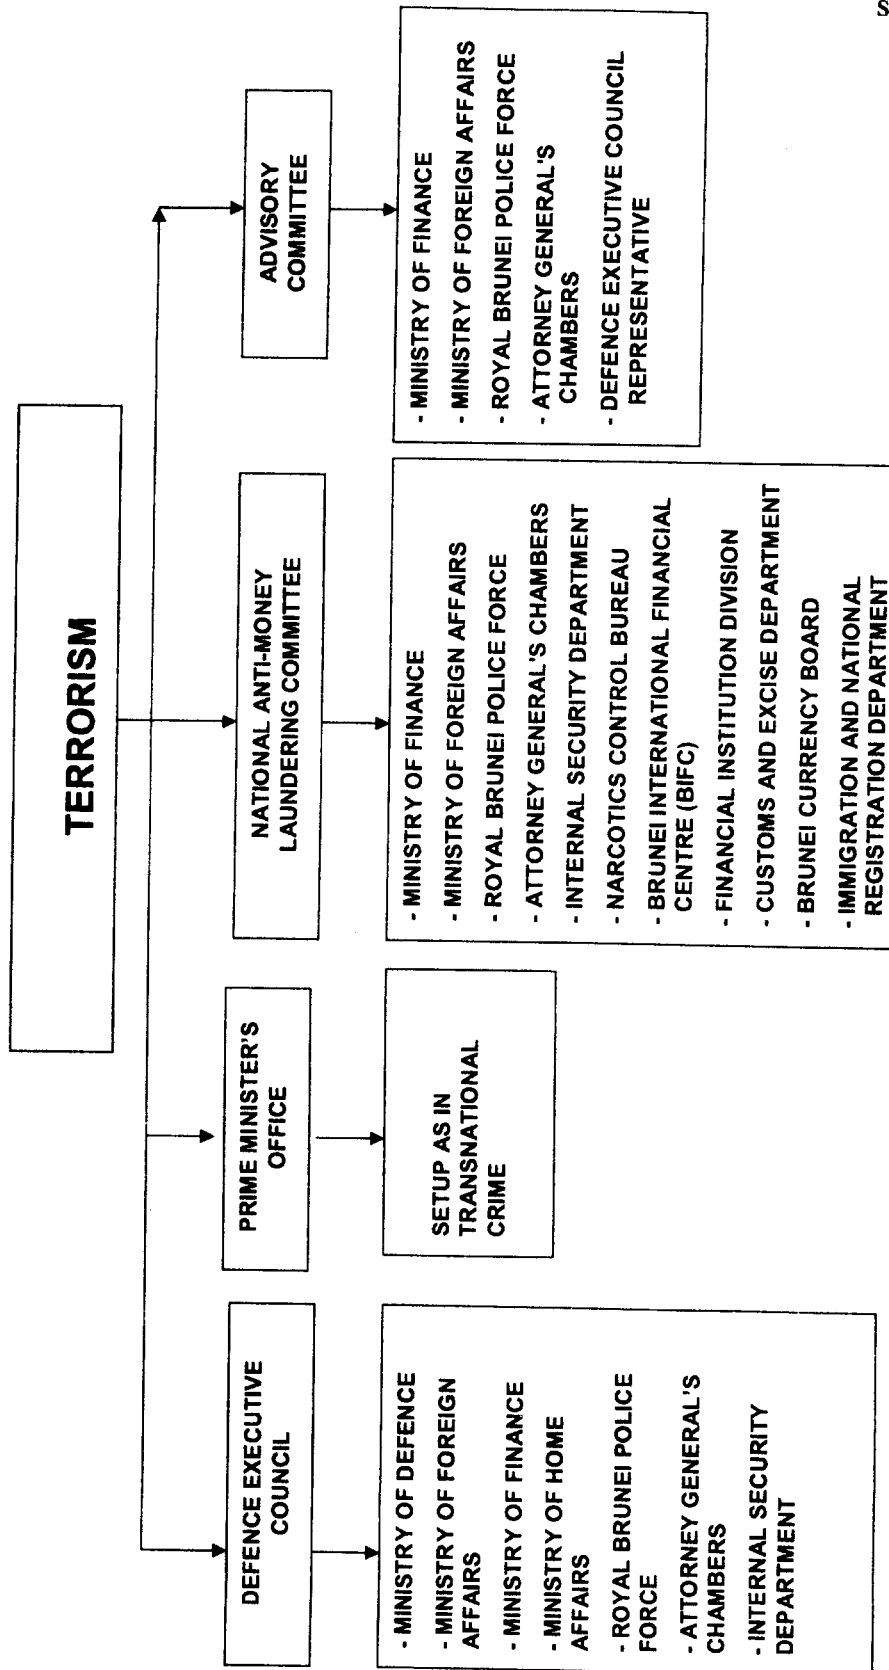 TERRORISM
DEFENCE EXECUTIVE
COUNCIL
- MINISTRY OF DEFENCE
- MINISTRY OF FOREIGN
AFFAIRS
- MINISTRY OF FINANCE
- MINISTRY OF HOME
AFFAIRS
- ROYAL BRUNEI POLICE
FORCE
- ATTORNEY GENERAL'S
CHAMBERS
- INTERNAL SECURITY
DEPARTMENT
PRIME MINISTER'S
OFFICE
SETUP AS IN
TRANSNATIONAL
CRIME
NATIONAL ANTI-MONEY
LAUNDERING COMMITTEE
- MINISTRY OF FINANCE
- MINISTRY OF FOREIGN AFFAIRS
- ROYAL BRUNEI POLICE FORCE
- ATTORNEY GENERAL'S CHAMBERS
- INTERNAL SECURITY DEPARTMENT
- NARCOTICS CONTROL BUREAU
- BRUNEI INTERNATIONAL FINANCIAL
CENTRE (BIFC)
- FINANCIAL INSTITUTION DIVISION
- CUSTOMS AND EXCISE DEPARTMENT
- BRUNEI CURRENCY BOARD
- IMMIGRATION AND NATIONAL
REGISTRATION DEPARTMENT
ADVISORY
COMMITTEE
- MINISTRY OF FINANCE
- MINISTRY OF FOREIGN AFFAIRS
- ROYAL BRUNEI POLICE FORCE
- ATTORNEY GENERAL'S
CHAMBERS
- DEFENCE EXECUTIVE COUNCIL
REPRESENTATIVE